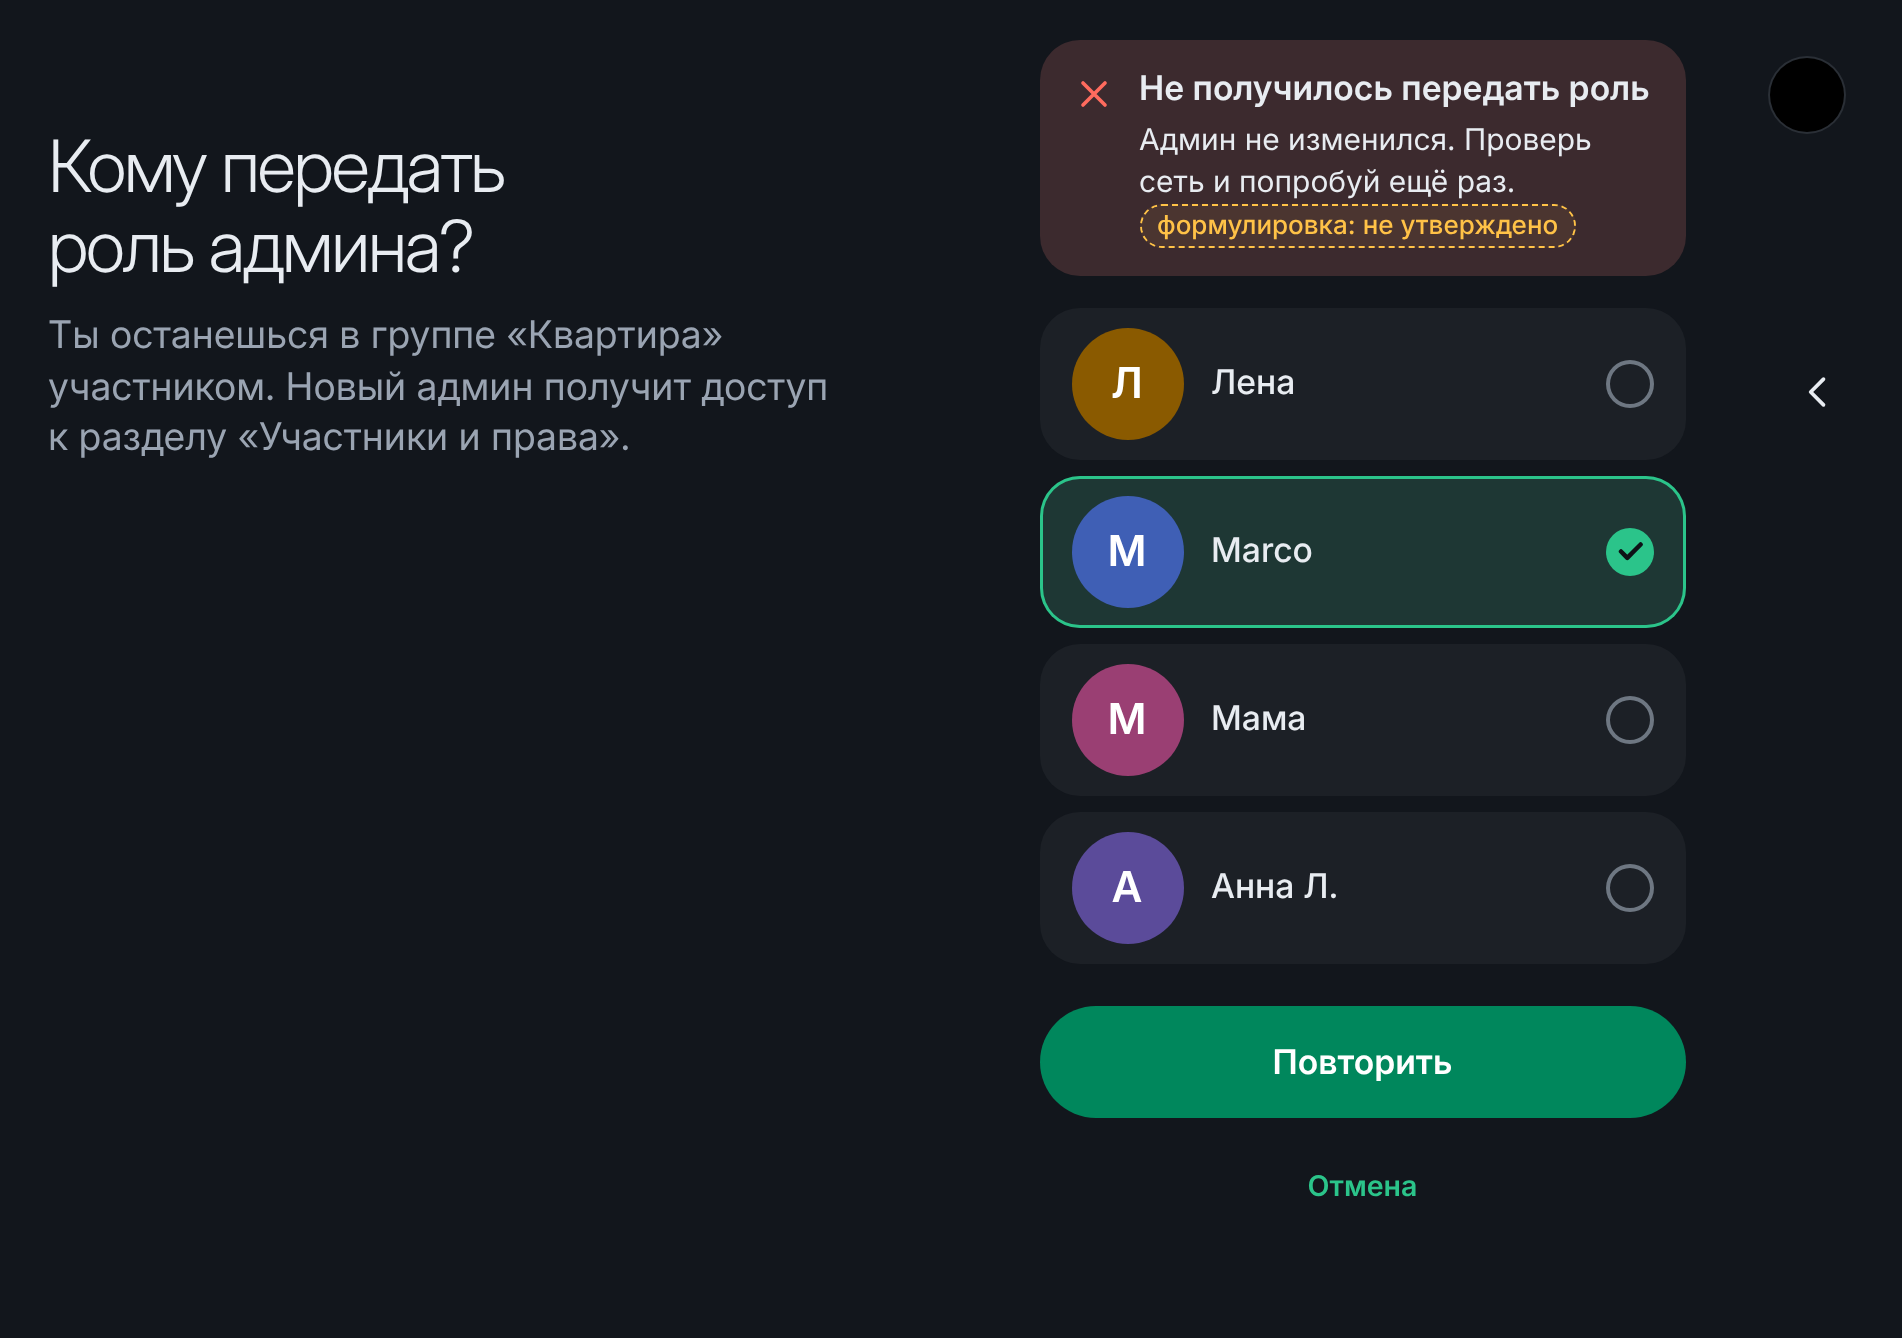 Кому передать
роль админа?
Ты останешься в группе «Квартира»
участником. Новый админ получит доступ
к разделу «Участники и права».
Не получилось передать роль
Админ не изменился. Проверь
сеть и попробуй ещё раз.
формулировка: не утверждено
Л
Лена
M
Marco
М
Мама
А
Анна Л.
Повторить
Отмена